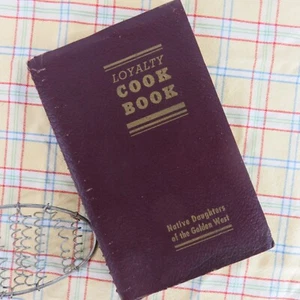 LOYALTY
COOK
BOOK
Native Daughters
of the Golden West